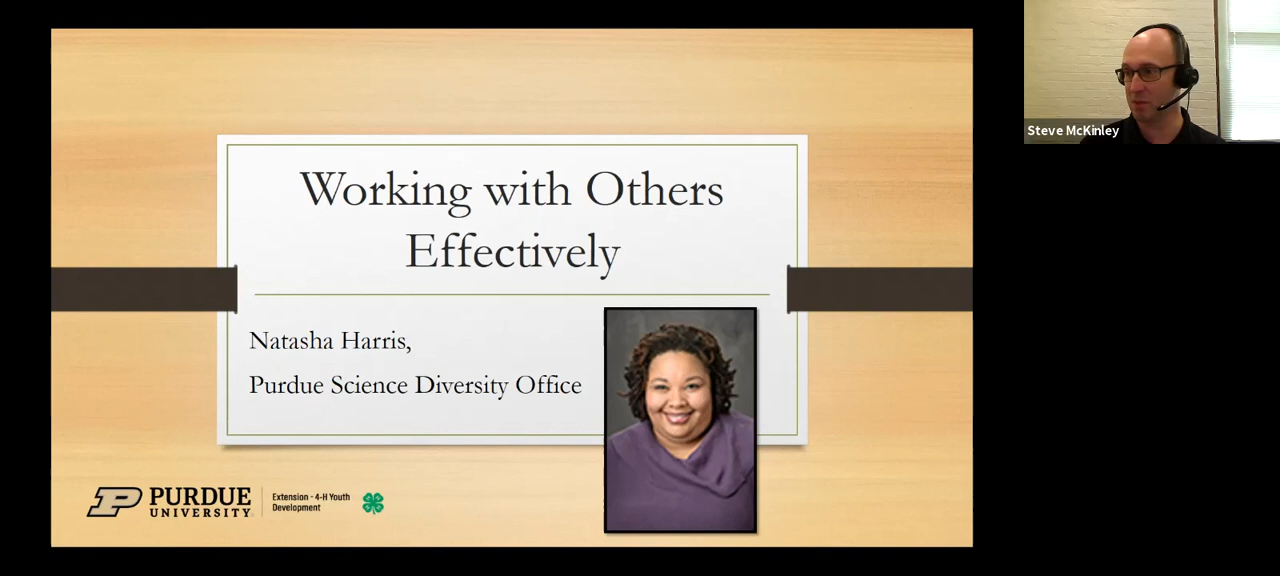 Working with Others
Effectively
Natasha Harris,
Purdue Science Diversity Office
PURDUE
UNIVERSITY
Extension - 4-H Youth
Development
Steve McKinley